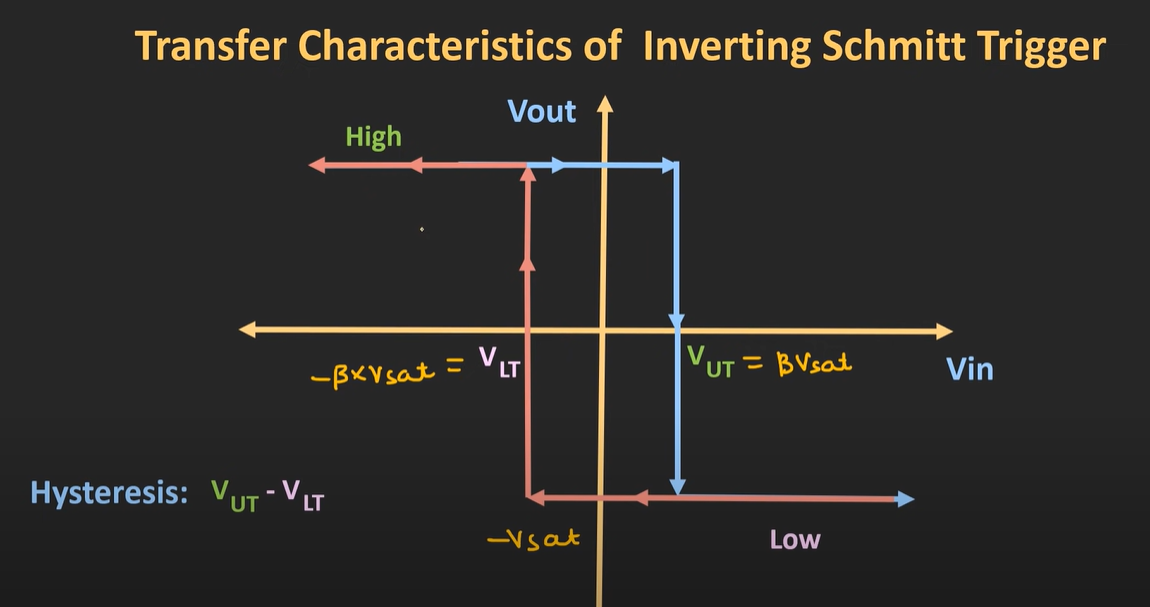 Transfer Characteristics of Inverting Schmitt Trigger
Vout
High
-β×Vsat = VLT
VUT = βVsat
Vin
Hysteresis: VUT - VLT
-Vsat
Low